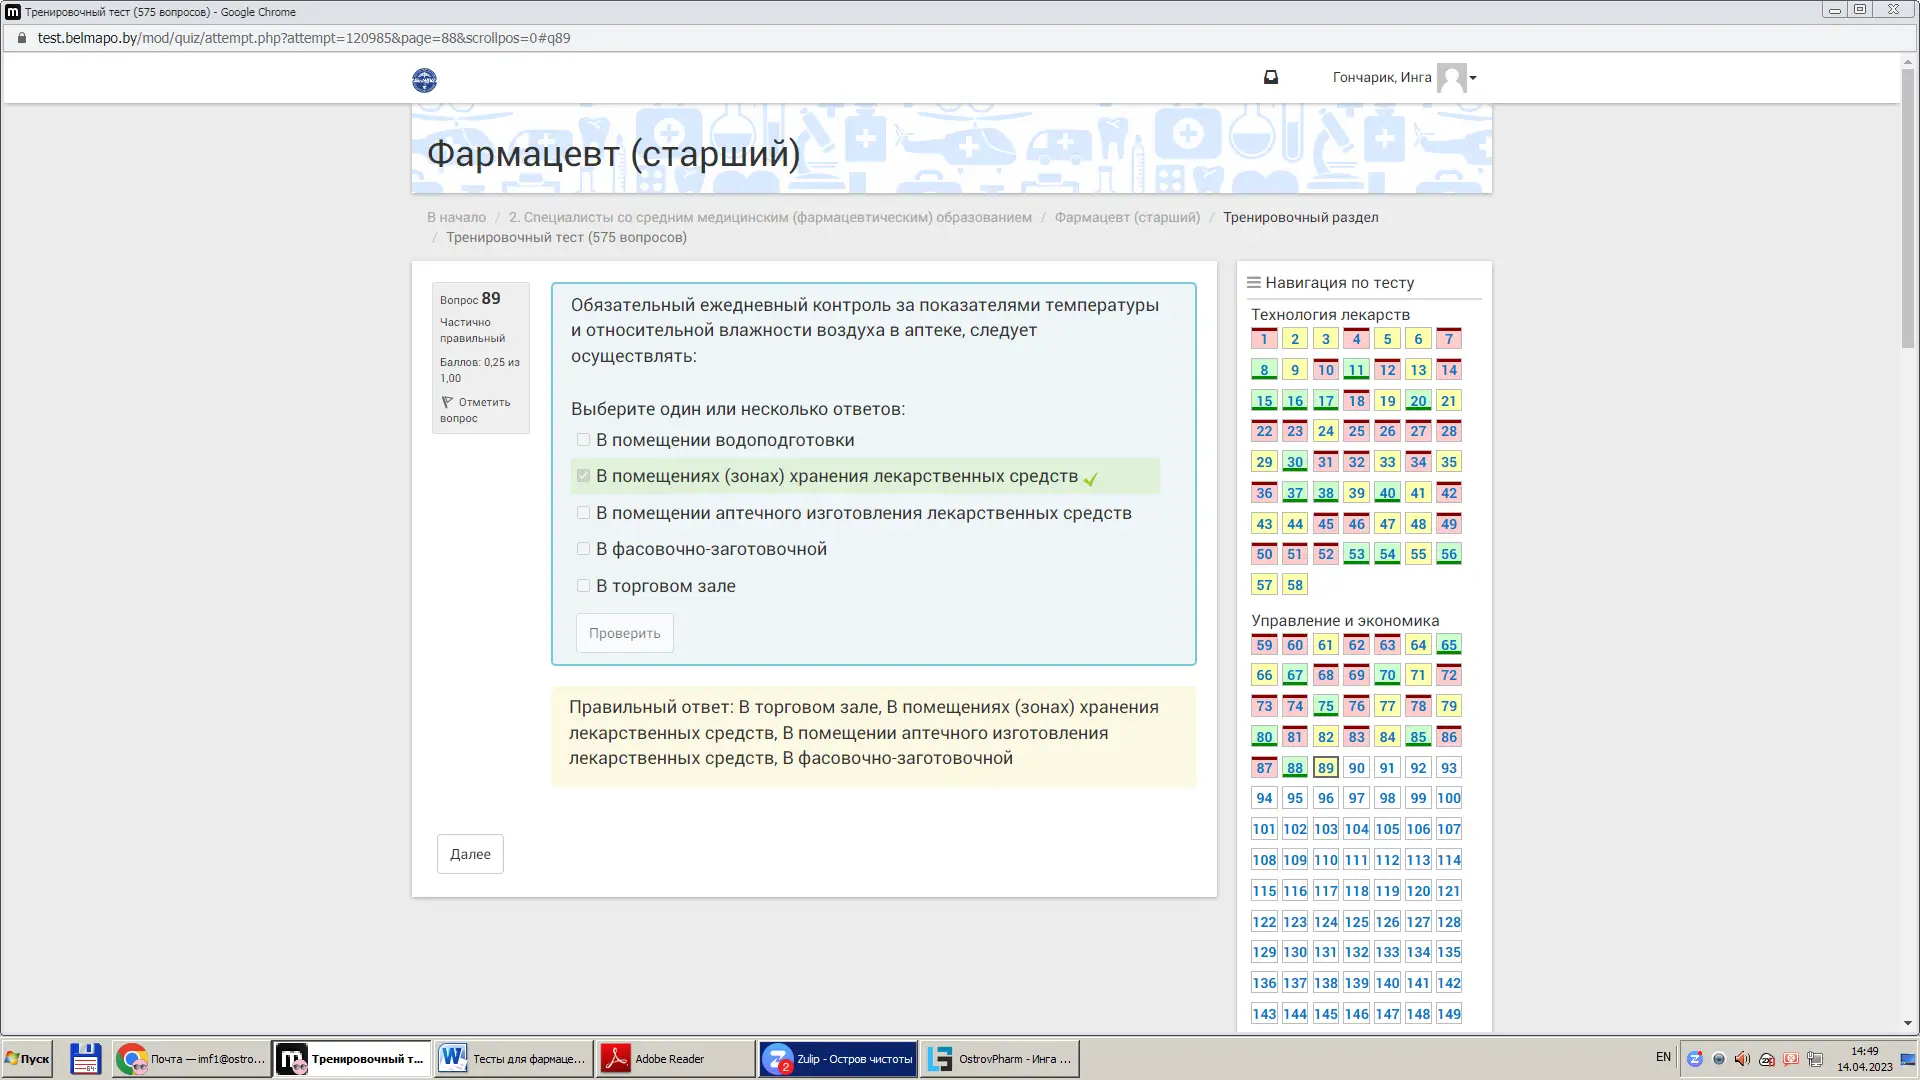 Тренировочный тест (575 вопросов) - Google Chrome
test.belmapo.by/mod/quiz/attempt.php?attempt=120985&page=88&scrollpos=0#q89
Гончарик, Инга
Фармацевт (старший)
В начало / 2. Специалисты со средним медицинским (фармацевтическим) образованием / Фармацевт (старший) / Тренировочный раздел
/ Тренировочный тест (575 вопросов)
Вопрос 89
Частично
правильный
Баллов: 0,25 из
1,00
Отметить
вопрос
Обязательный ежедневный контроль за показателями температуры
и относительной влажности воздуха в аптеке, следует
осуществлять:
Выберите один или несколько ответов:
В помещении водоподготовки
В помещениях (зонах) хранения лекарственных средств
В помещении аптечного изготовления лекарственных средств
В фасовочно-заготовочной
В торговом зале
Проверить
Правильный ответ: В торговом зале, В помещениях (зонах) хранения
лекарственных средств, В помещении аптечного изготовления
лекарственных средств, В фасовочно-заготовочной
Далее
Навигация по тесту
Технология лекарств
1 2 3 4 5 6 7
8 9 10 11 12 13 14
15 16 17 18 19 20 21
22 23 24 25 26 27 28
29 30 31 32 33 34 35
36 37 38 39 40 41 42
43 44 45 46 47 48 49
50 51 52 53 54 55 56
57 58
Управление и экономика
59 60 61 62 63 64 65
66 67 68 69 70 71 72
73 74 75 76 77 78 79
80 81 82 83 84 85 86
87 88 89 90 91 92 93
94 95 96 97 98 99 100
101 102 103 104 105 106 107
108 109 110 111 112 113 114
115 116 117 118 119 120 121
122 123 124 125 126 127 128
129 130 131 132 133 134 135
136 137 138 139 140 141 142
143 144 145 146 147 148 149
Пуск
Почта — imf1@ostro...
Тренировочный т...
Тесты для фармаце...
Adobe Reader
2
Zulip - Остров чистоты
OstrovPharm - Инга ...
EN
14:49
14.04.2023